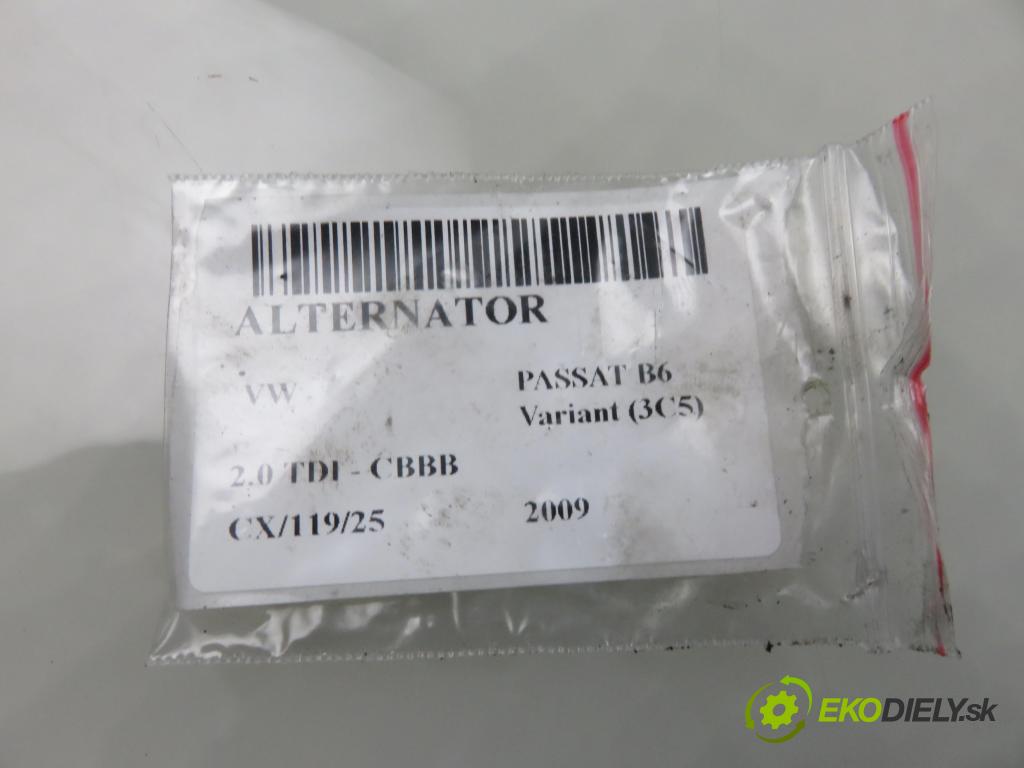 ALTERNATOR
VW PASSAT B6
Variant (3C5)
2.0 TDI - CBBB
CX/119/25 2009
EKODIELY.sk